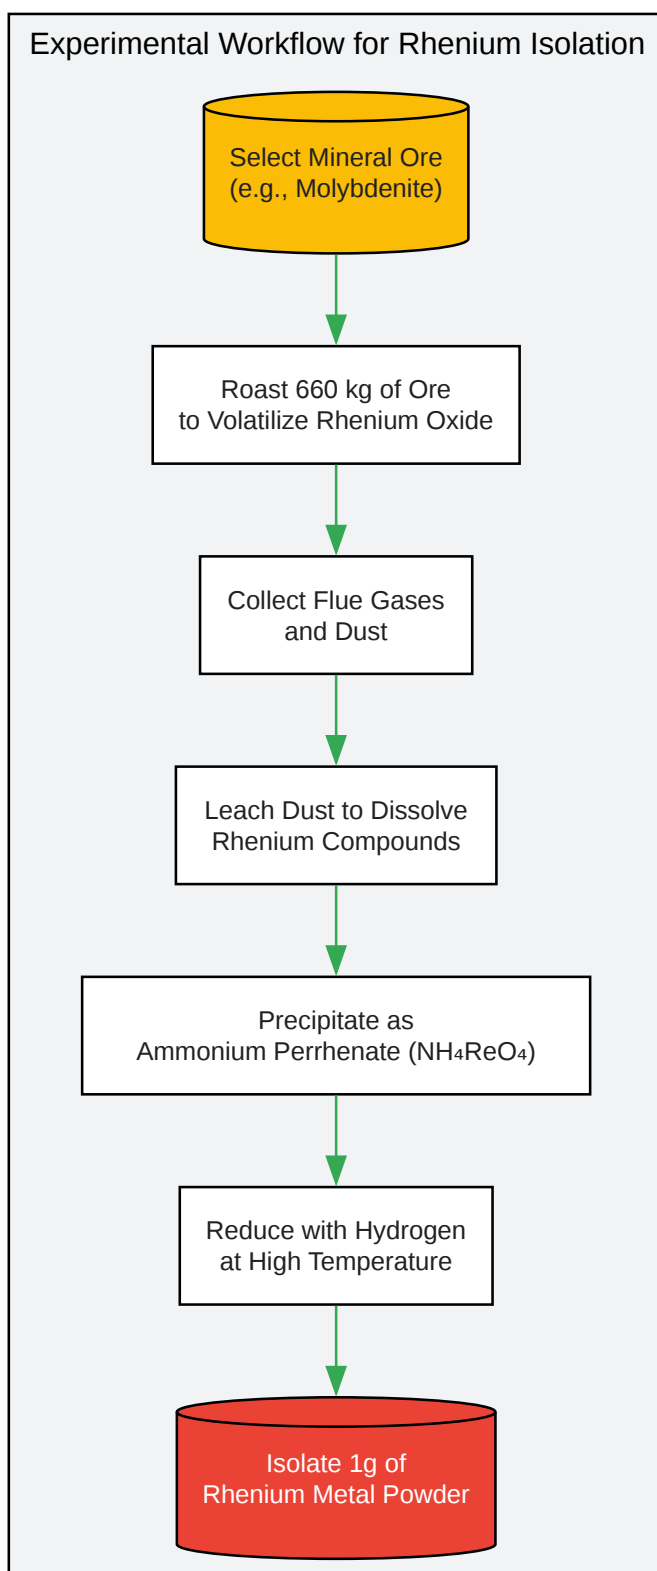 Experimental Workflow for Rhenium Isolation
Select Mineral Ore
(e.g., Molybdenite)
Roast 660 kg of Ore
to Volatilize Rhenium Oxide
Collect Flue Gases
and Dust
Leach Dust to Dissolve
Rhenium Compounds
Precipitate as
Ammonium Perrhenate (NH₄ReO₄)
Reduce with Hydrogen
at High Temperature
Isolate 1g of
Rhenium Metal Powder